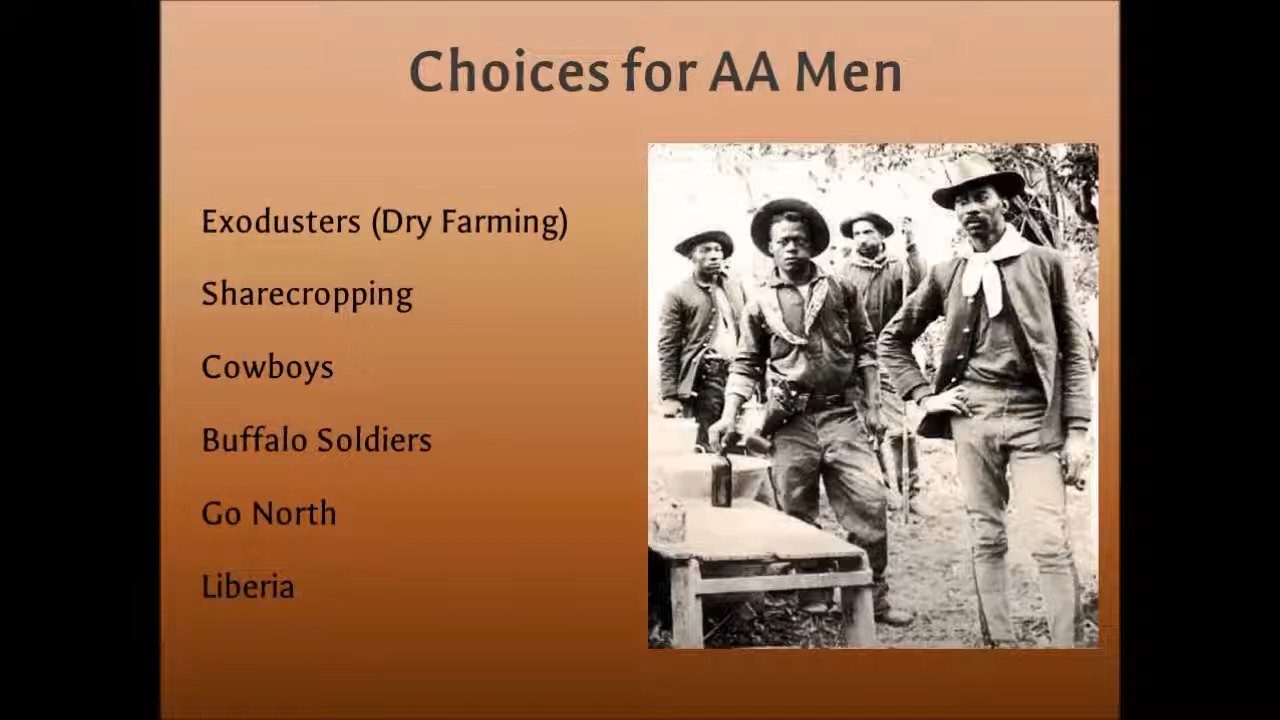 Choices for AA Men
Exodusters (Dry Farming)
Sharecropping
Cowboys
Buffalo Soldiers
Go North
Liberia